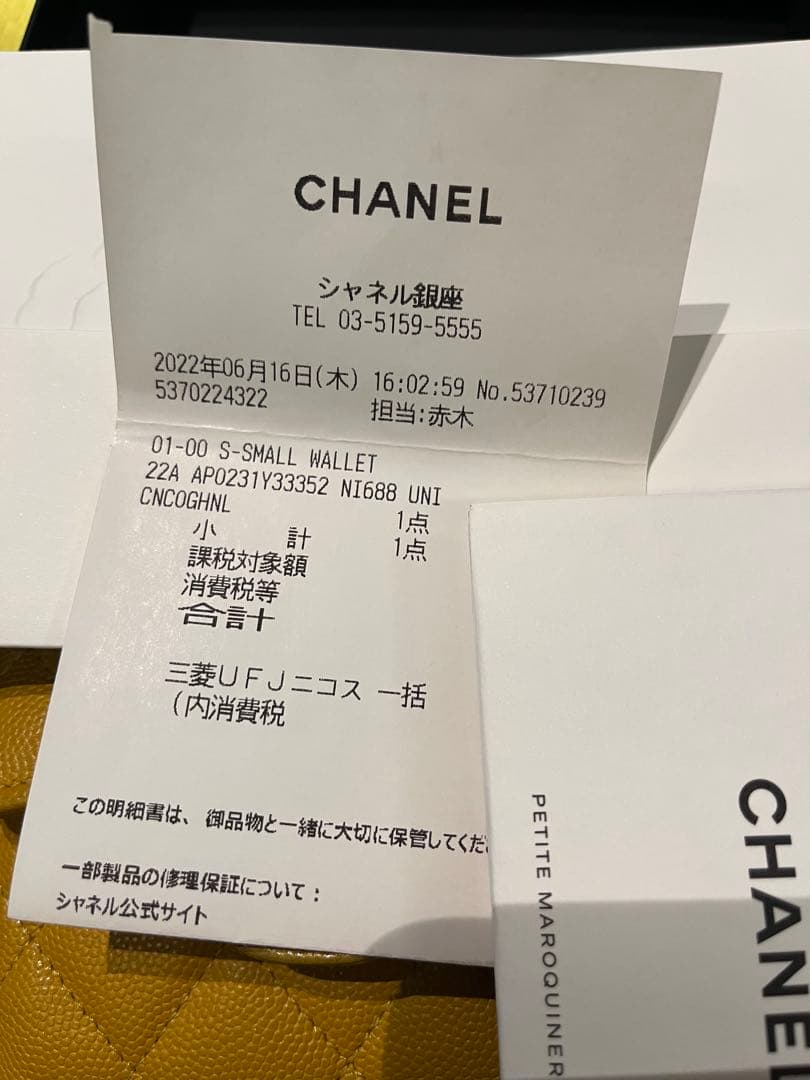 CHANEL
シャネル銀座
TEL 03-5159-5555
2022年06月16日(木) 16:02:59 No.53710239
5370224322 担当:赤木
01-00 S-SMALL WALLET
22A AP0231Y33352 NI688 UNI
CNCOGHNL 1点
小 計 1点
課税対象額
消費税等
合計
三菱UFJニコス 一括
(内消費税
この明細書は、御品物と一緒に大切に保管してくだ
一部製品の修理保証について:
シャネル公式サイト
PETITE MAROQUINER
CHANEL